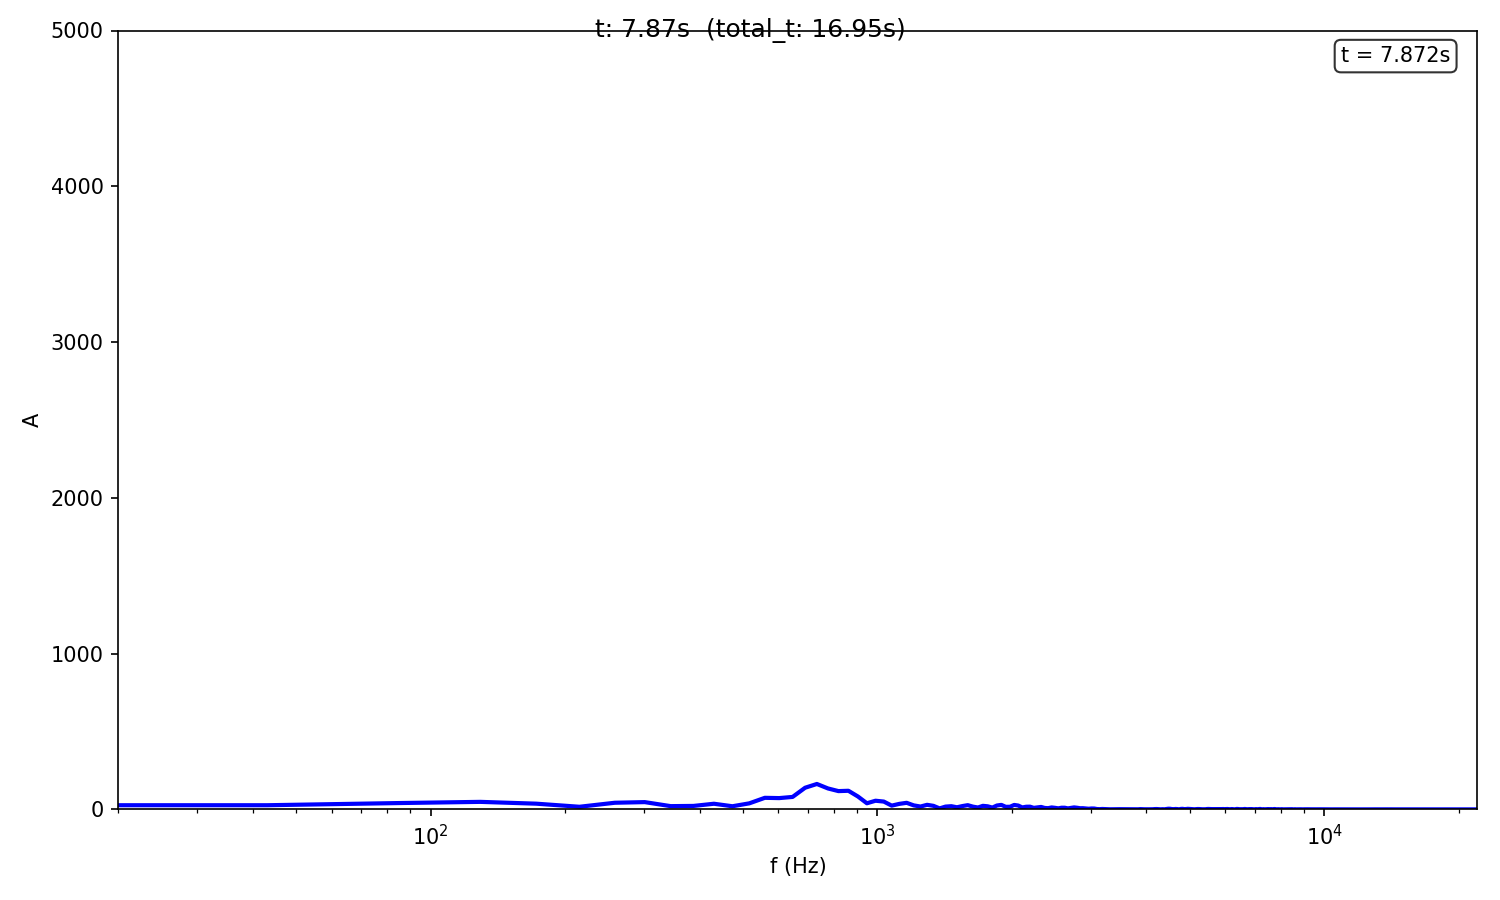 t: 7.87s  (total_t: 16.95s)
t = 7.872s
5000
4000
3000
2000
1000
0
A
10²
10³
10⁴
f (Hz)